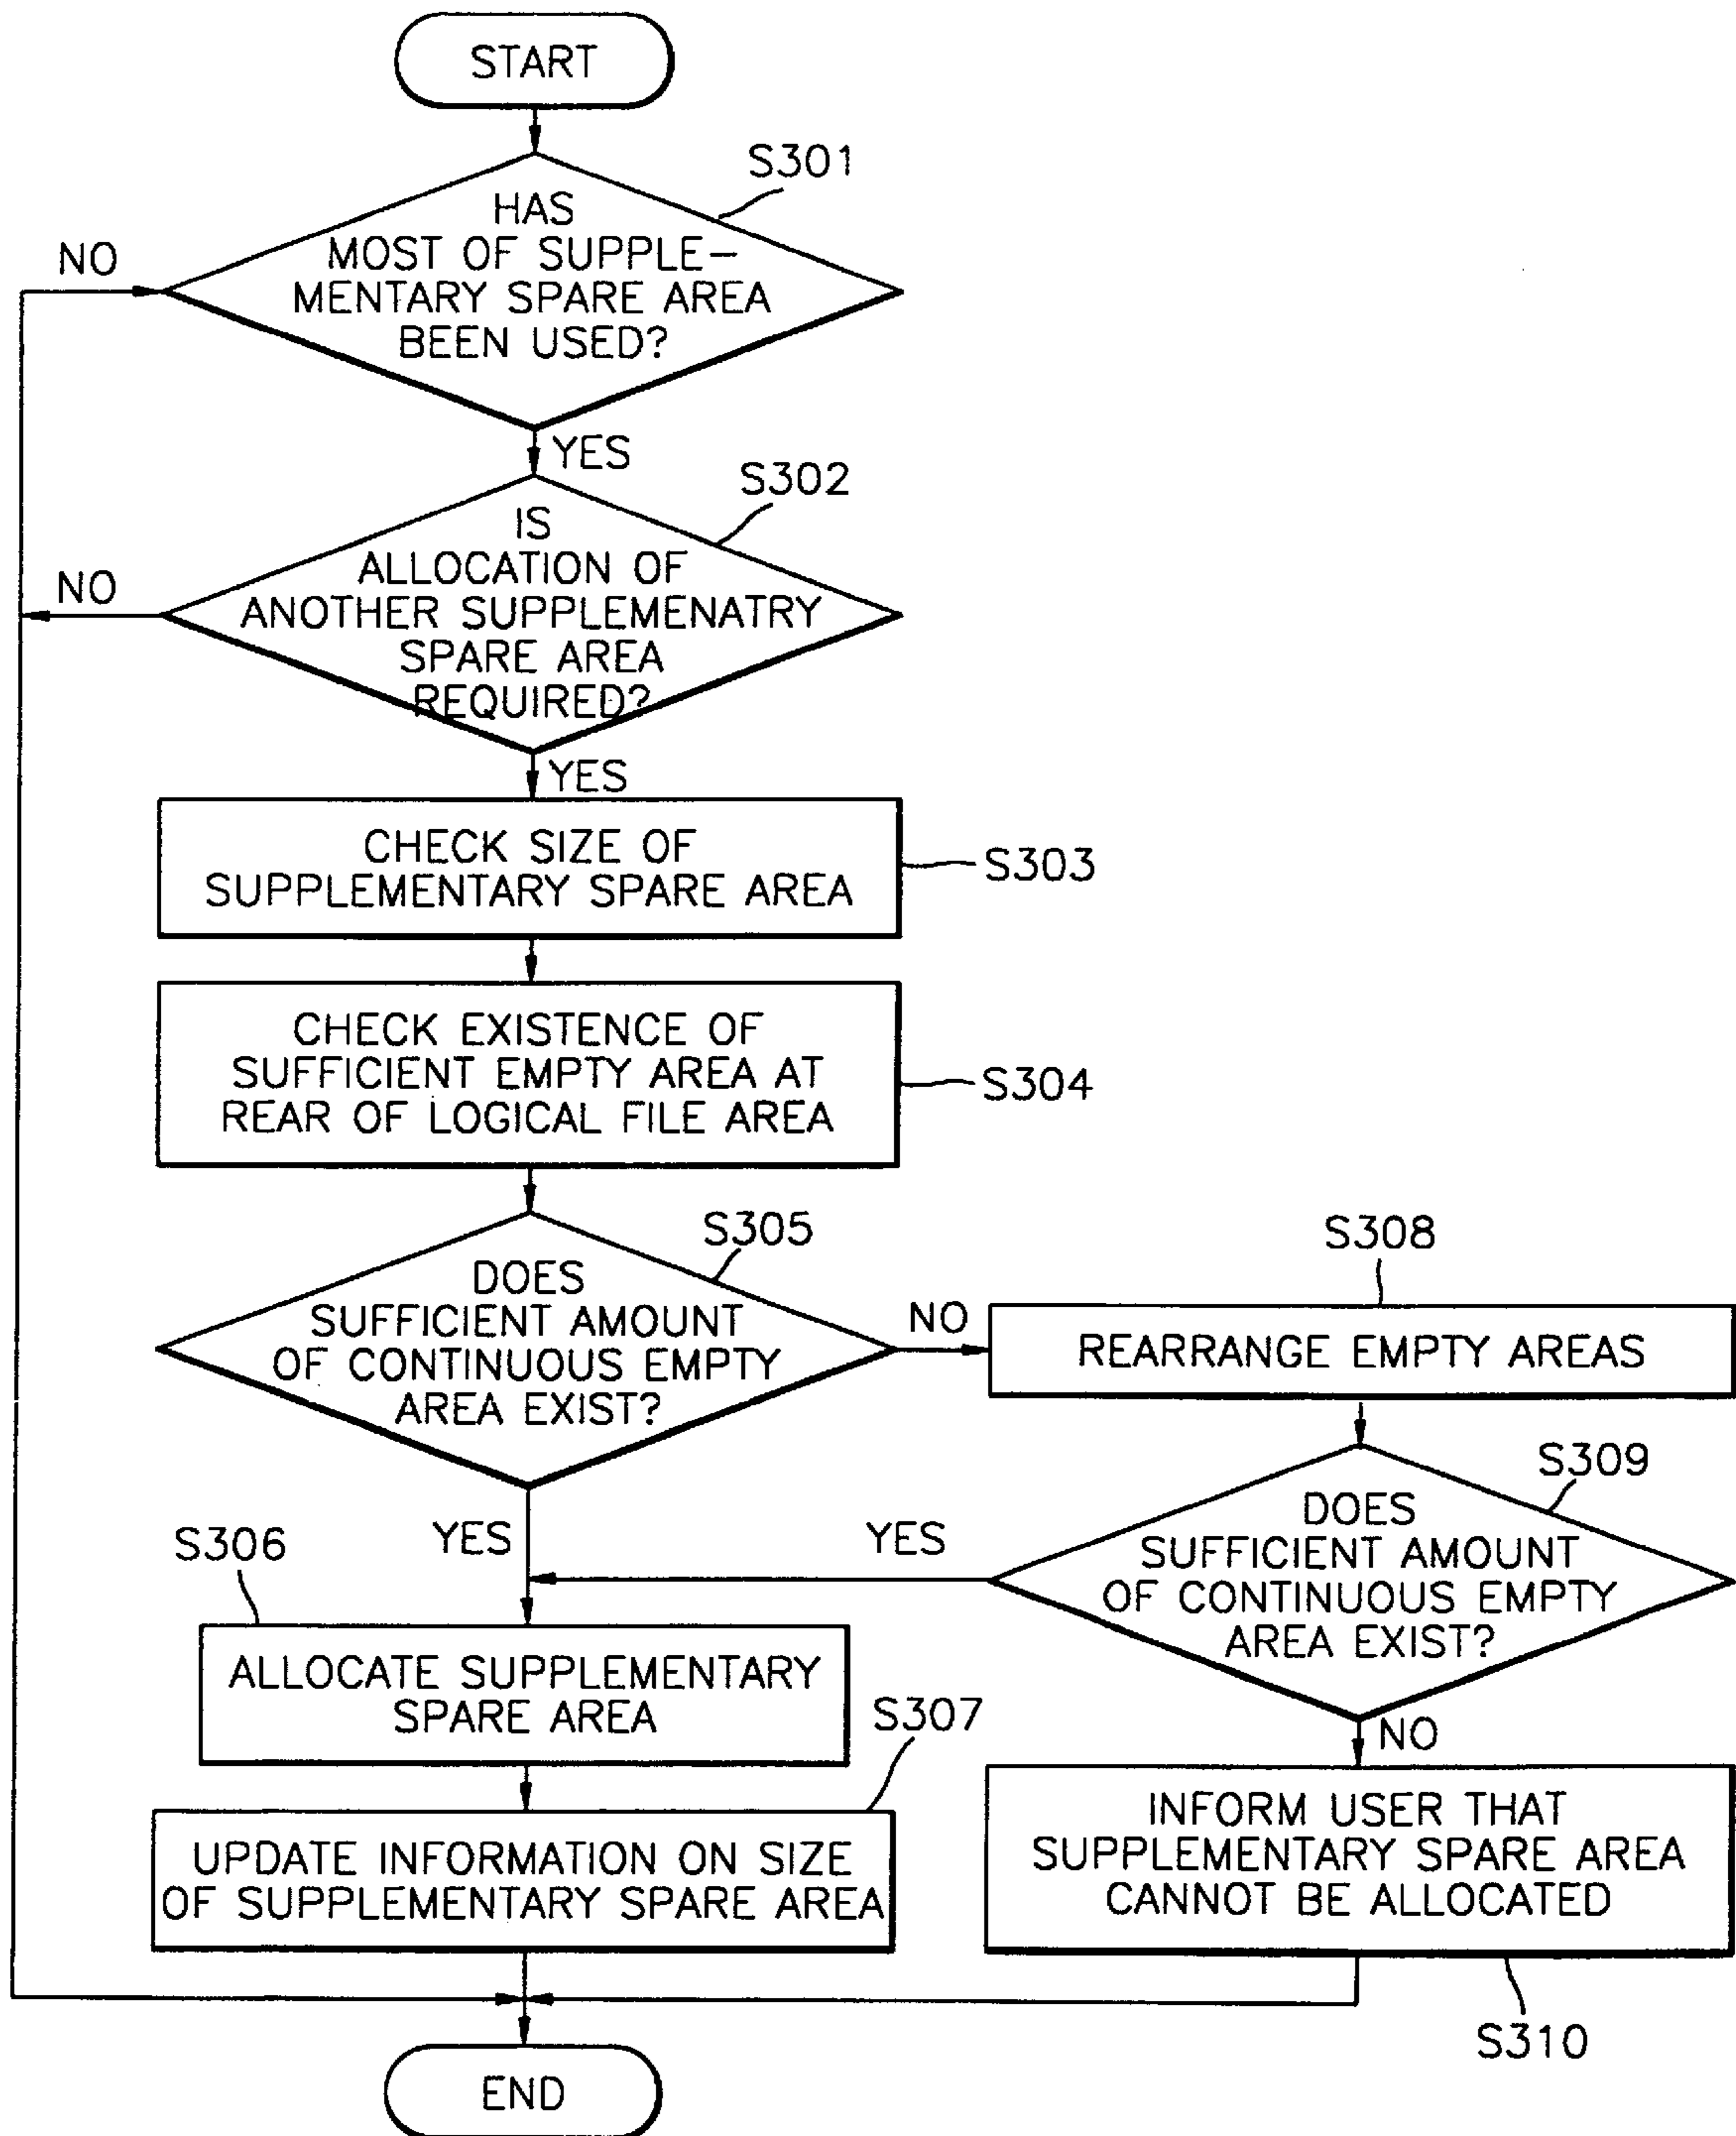 START
S301
HAS
MOST OF SUPPLE-
MENTARY SPARE AREA
BEEN USED?
NO
YES
S302
IS
ALLOCATION OF
ANOTHER SUPPLEMENATRY
SPARE AREA
REQUIRED?
NO
YES
CHECK SIZE OF
SUPPLEMENTARY SPARE AREA
S303
CHECK EXISTENCE OF
SUFFICIENT EMPTY AREA AT
REAR OF LOGICAL FILE AREA
S304
S305
DOES
SUFFICIENT AMOUNT
OF CONTINUOUS EMPTY
AREA EXIST?
NO
S308
REARRANGE EMPTY AREAS
YES
S309
DOES
SUFFICIENT AMOUNT
OF CONTINUOUS EMPTY
AREA EXIST?
YES
S306
ALLOCATE SUPPLEMENTARY
SPARE AREA
S307
UPDATE INFORMATION ON SIZE
OF SUPPLEMENTARY SPARE AREA
NO
INFORM USER THAT
SUPPLEMENTARY SPARE AREA
CANNOT BE ALLOCATED
S310
END